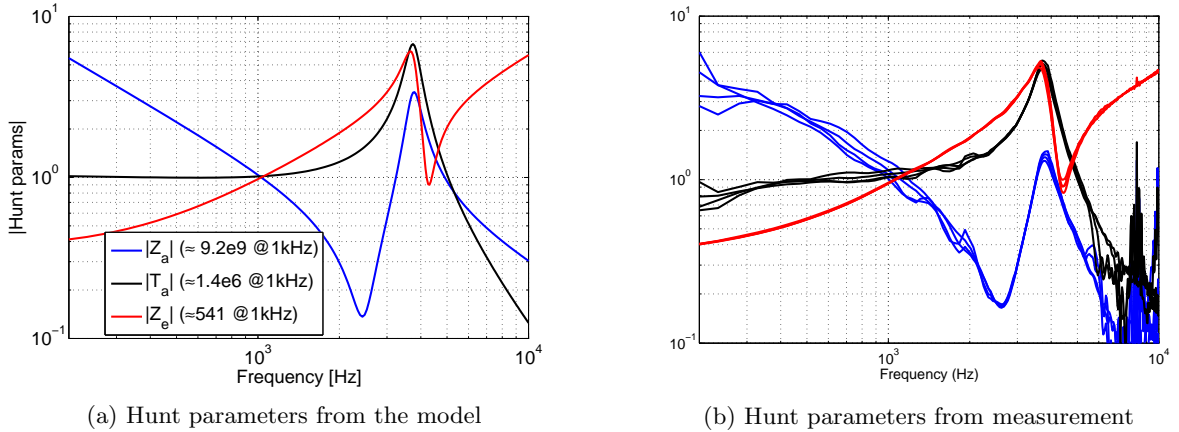 (a)
10^1
10^0
10^-1
|Hunt params|
|Z_a| (≈ 9.2e9 @1kHz)
|T_a| (≈1.4e6 @1kHz)
|Z_e| (≈541 @1kHz)
10^3
10^4
Frequency [Hz]
(a) Hunt parameters from the model
(b)
10^1
10^0
10^-1
10^3
10^4
Frequency (Hz)
(b) Hunt parameters from measurement